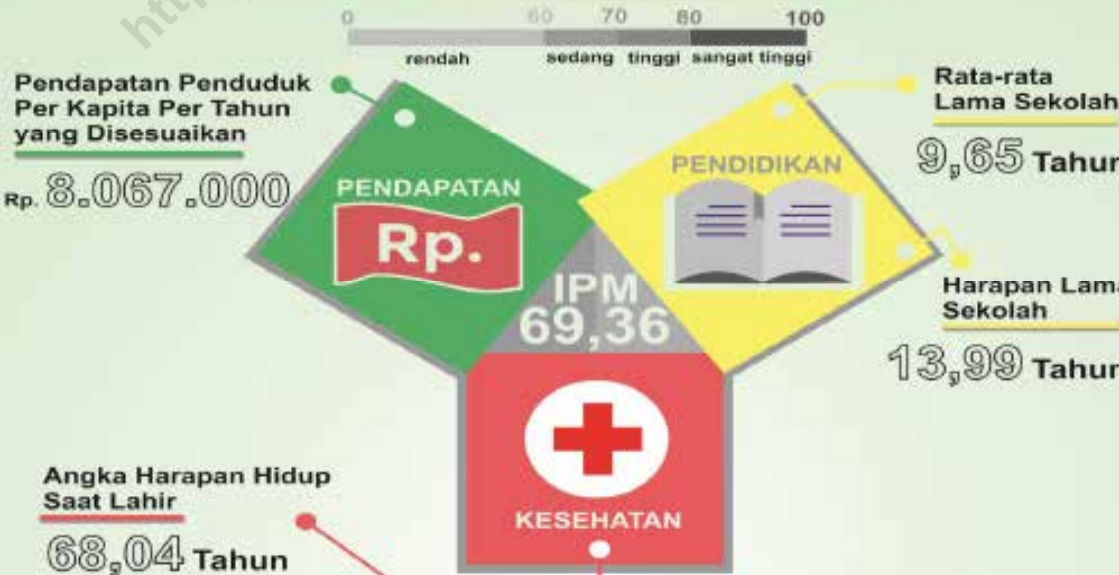 http
0 60 70 80 100
rendah sedang tinggi sangat tinggi
Pendapatan Penduduk
Per Kapita Per Tahun
yang Disesuaikan
Rp. 8.067.000
PENDAPATAN
Rp.
PENDIDIKAN
Rata-rata
Lama Sekolah
9,65 Tahun
IPM
69,36
Harapan Lama
Sekolah
13,99 Tahun
Angka Harapan Hidup
Saat Lahir
68,04 Tahun
KESEHATAN